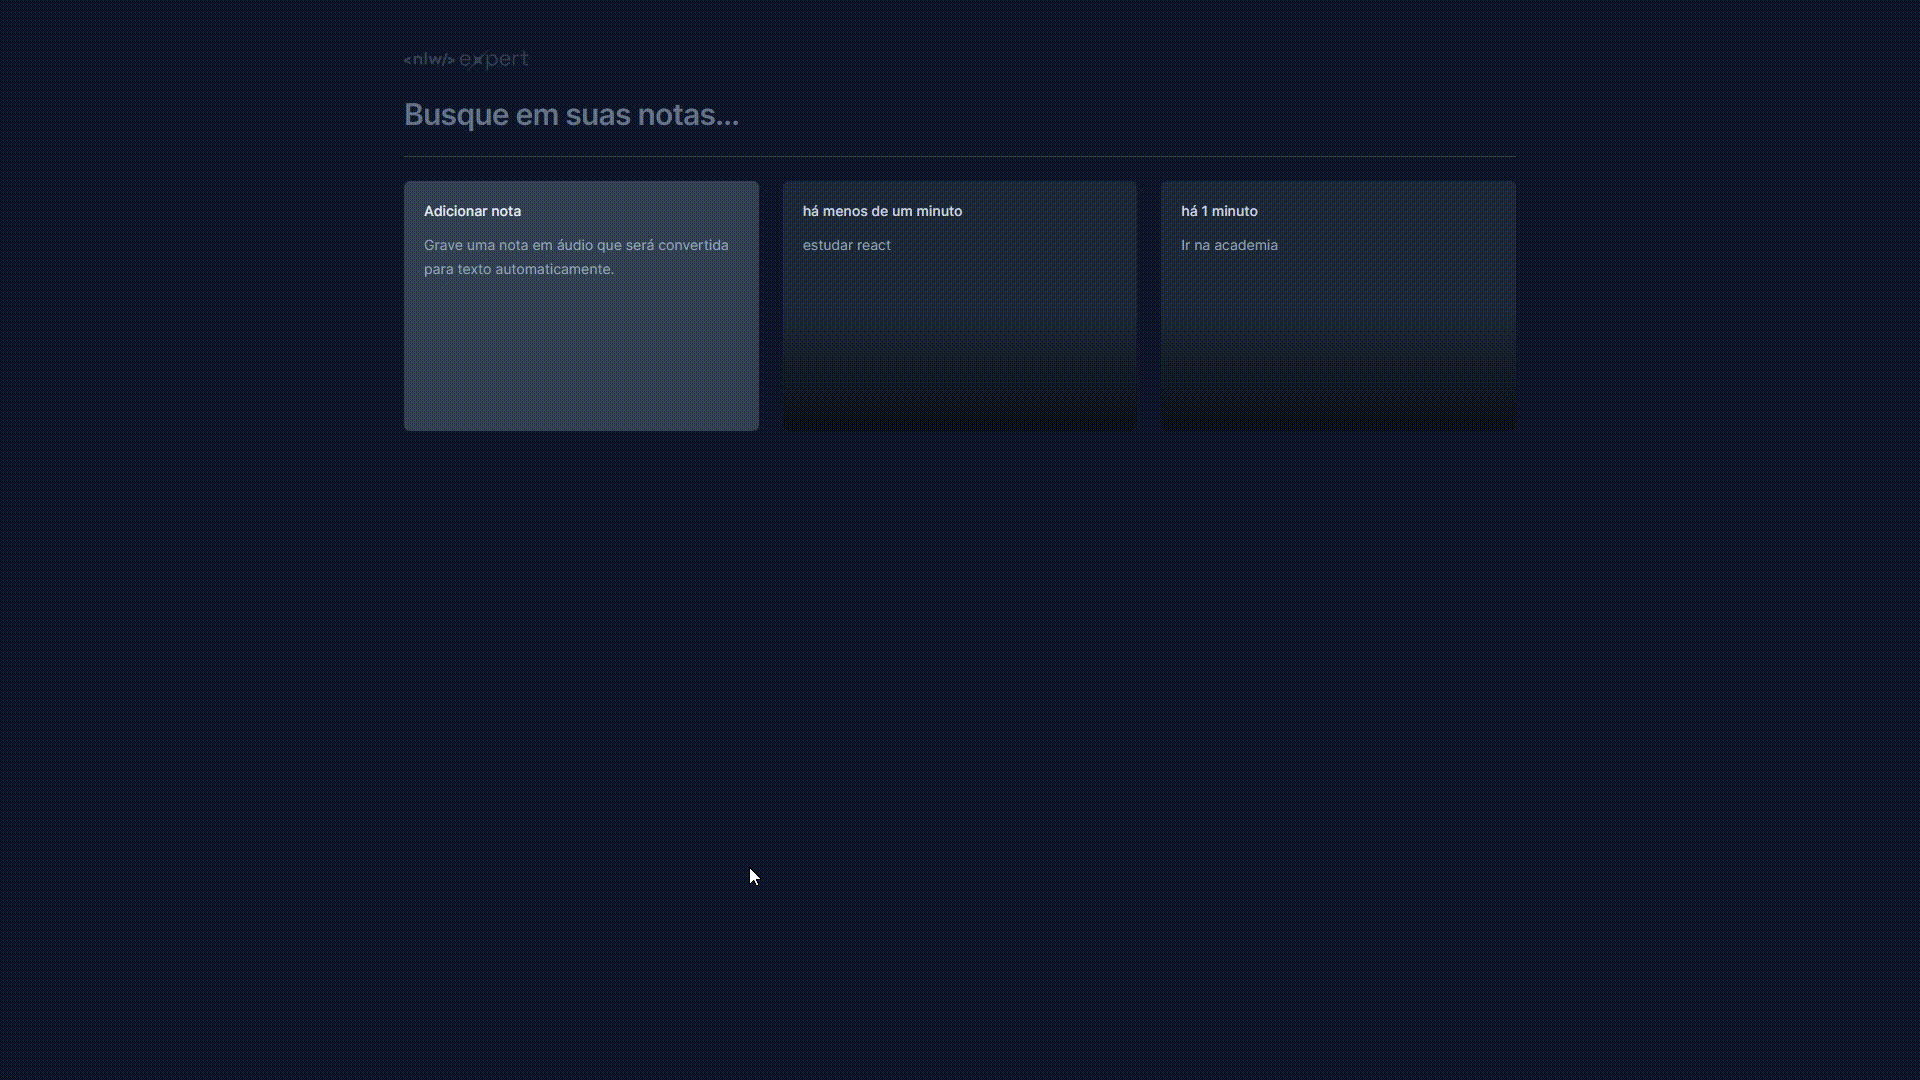 <nlw/> expert
Busque em suas notas...
Adicionar nota
Grave uma nota em áudio que será convertida
para texto automaticamente.
há menos de um minuto
estudar react
há 1 minuto
Ir na academia